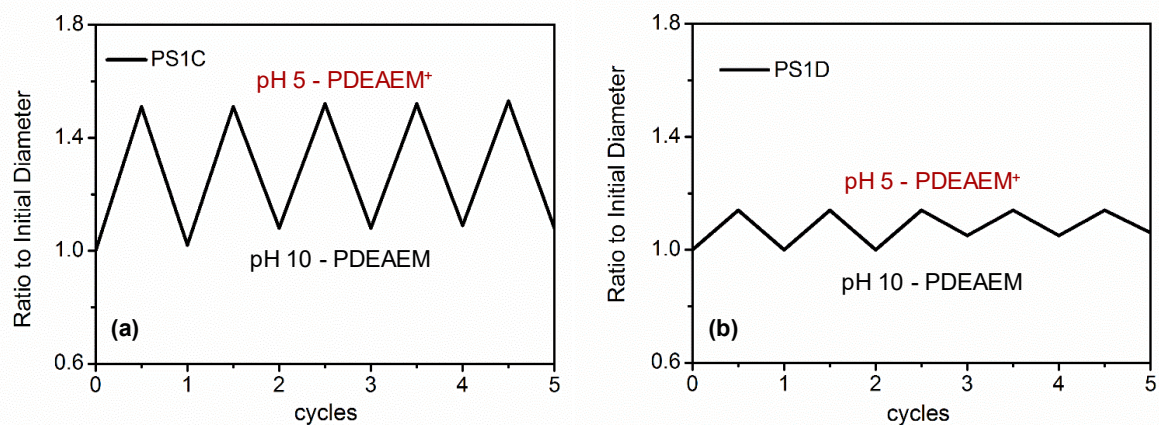 1.8
1.4
1.0
0.6
Ratio to Initial Diameter
PS1C
pH 5 - PDEAEM⁺
pH 10 - PDEAEM
(a)
0 1 2 3 4 5
cycles
1.8
1.4
1.0
0.6
Ratio to Initial Diameter
PS1D
pH 5 - PDEAEM⁺
pH 10 - PDEAEM
(b)
0 1 2 3 4 5
cycles